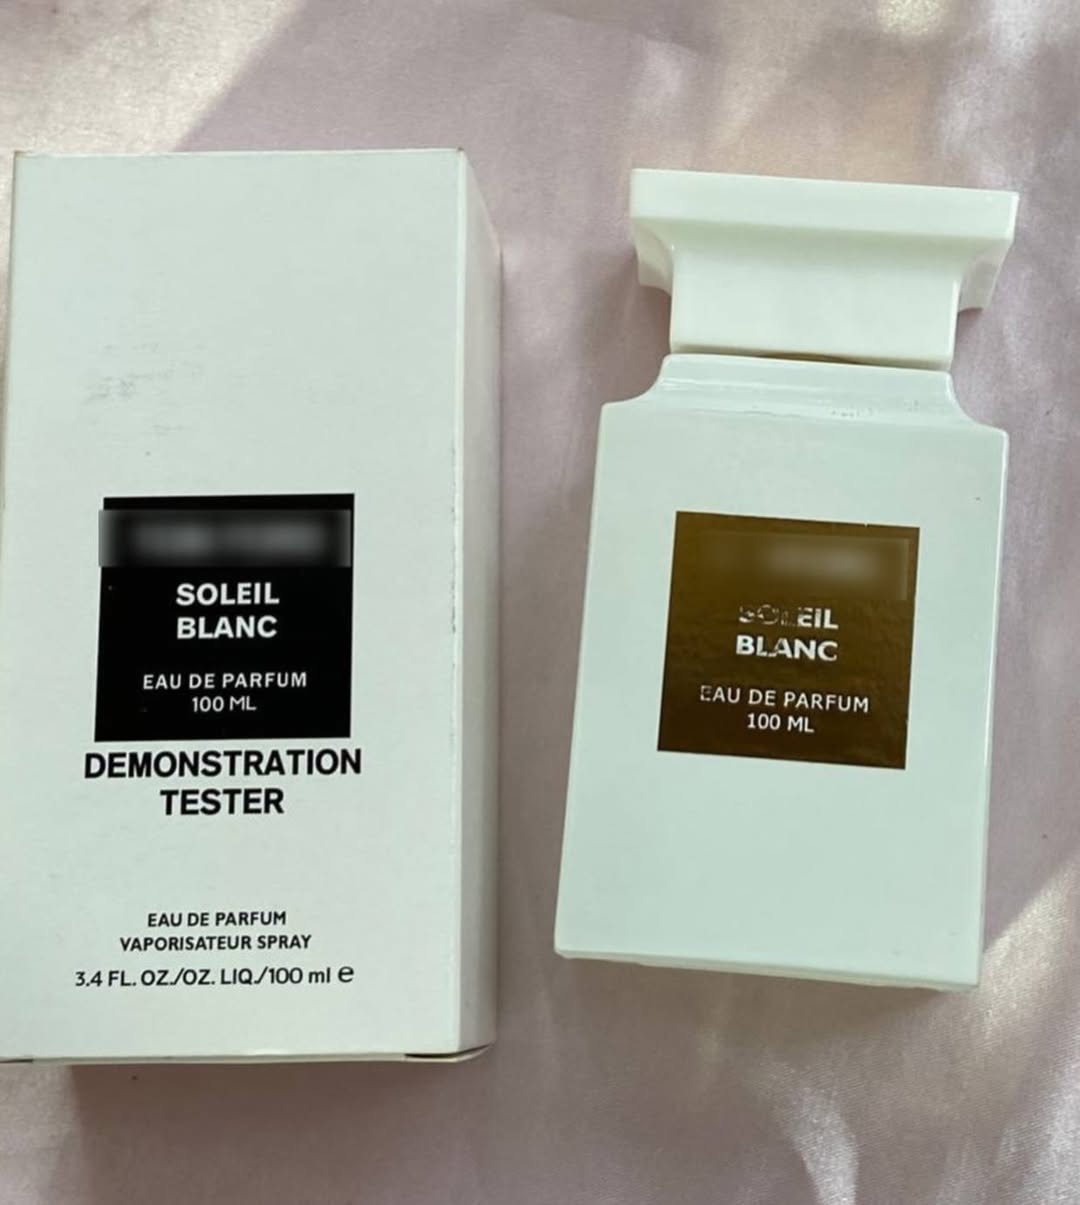 SOLEIL
BLANC
EAU DE PARFUM
100 ML
DEMONSTRATION
TESTER
EAU DE PARFUM
VAPORISATEUR SPRAY
3.4 FL. OZ./OZ. LIQ./100 ml e
SOLEIL
BLANC
EAU DE PARFUM
100 ML